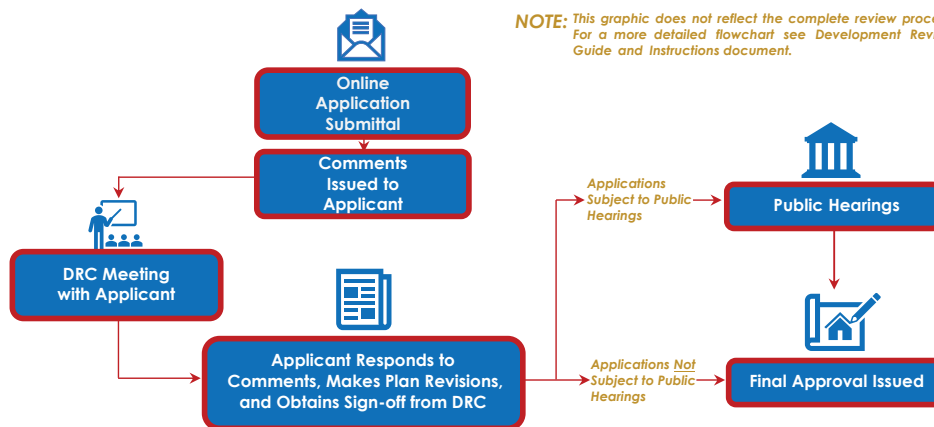 NOTE: This graphic does not reflect the complete review
For a more detailed flowchart see Development
Guide and Instructions document.
Online
Application
Submittal
Comments
Issued to
Applicant
DRC Meeting
with Applicant
Applicant Responds to
Comments, Makes Plan Revisions,
and Obtains Sign-off from DRC
Applications
Subject to Public
Hearings
Public Hearings
Applications Not
Subject to Public
Hearings
Final Approval Issued